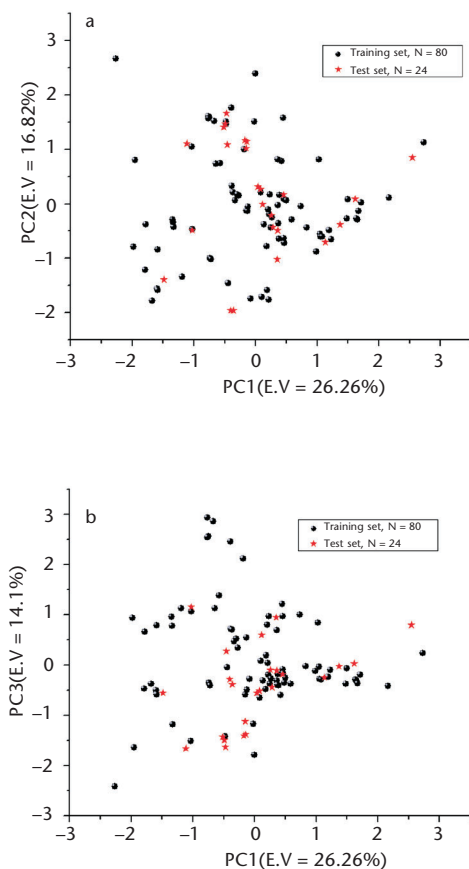 a
3
2
1
0
−1
−2
PC2(E.V = 16.82%)
Training set, N = 80
Test set, N = 24
−3
−2
−1
0
1
2
3
PC1(E.V = 26.26%)
b
3
2
1
0
−1
−2
−3
PC3(E.V = 14.1%)
Training set, N = 80
Test set, N = 24
−3
−2
−1
0
1
2
3
PC1(E.V = 26.26%)